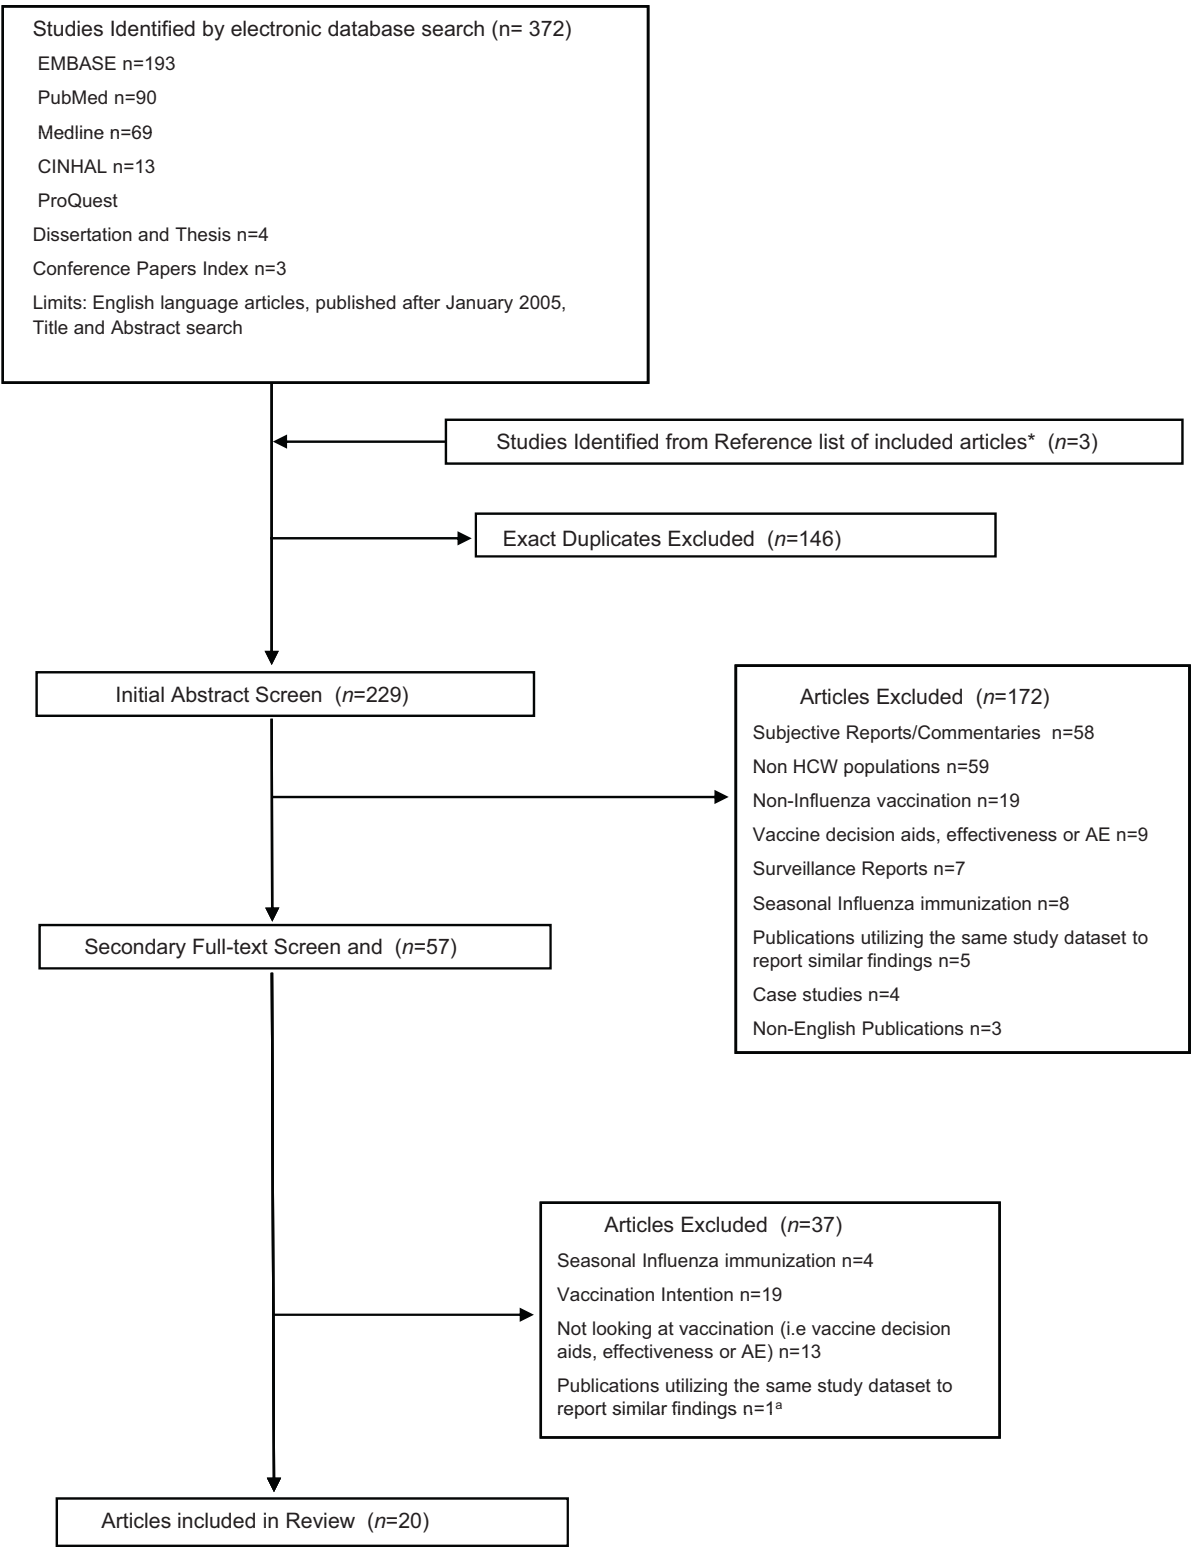 Studies Identified by electronic database search (n= 372)
EMBASE n=193
PubMed n=90
Medline n=69
CINHAL n=13
ProQuest
Dissertation and Thesis n=4
Conference Papers Index n=3
Limits: English language articles, published after January 2005,
Title and Abstract search
Studies Identified from Reference list of included articles* (n=3)
Exact Duplicates Excluded (n=146)
Initial Abstract Screen (n=229)
Articles Excluded (n=172)
Subjective Reports/Commentaries n=58
Non HCW populations n=59
Non-Influenza vaccination n=19
Vaccine decision aids, effectiveness or AE n=9
Surveillance Reports n=7
Seasonal Influenza immunization n=8
Publications utilizing the same study dataset to
report similar findings n=5
Case studies n=4
Non-English Publications n=3
Secondary Full-text Screen and (n=57)
Articles Excluded (n=37)
Seasonal Influenza immunization n=4
Vaccination Intention n=19
Not looking at vaccination (i.e vaccine decision
aids, effectiveness or AE) n=13
Publications utilizing the same study dataset to
report similar findings n=1ᵃ
Articles included in Review (n=20)